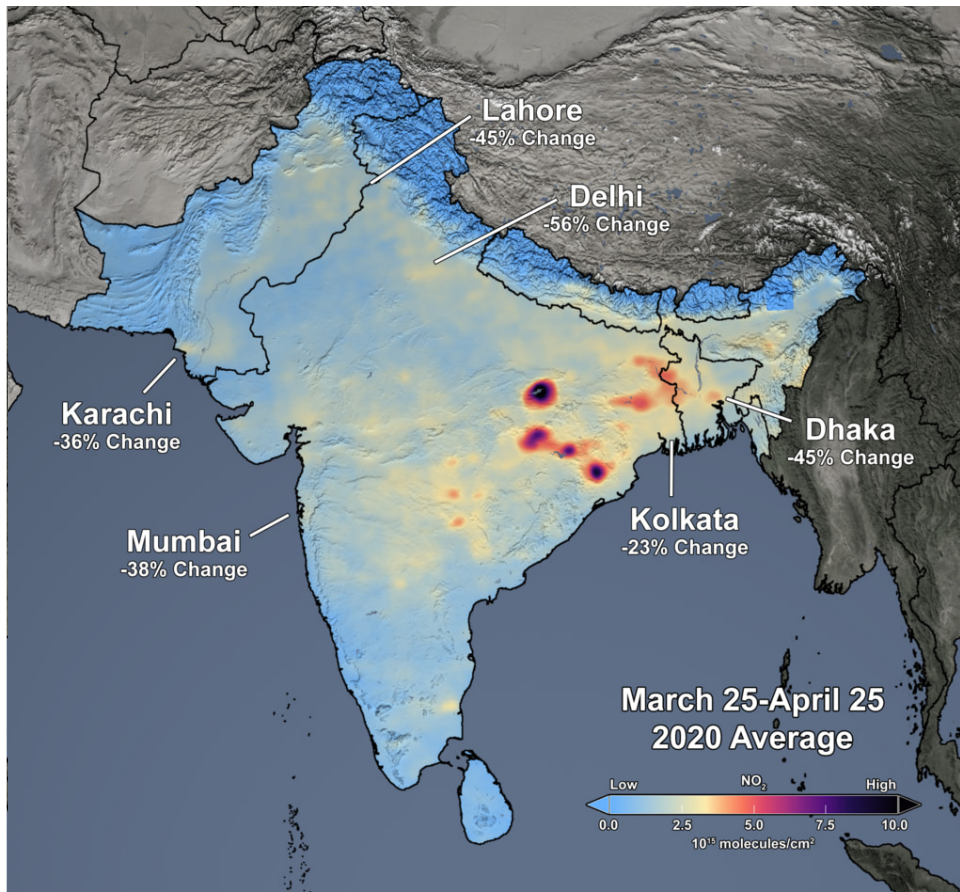 Lahore
-45% Change
Delhi
-56% Change
Karachi
-36% Change
Dhaka
-45% Change
Kolkata
-23% Change
Mumbai
-38% Change
March 25-April 25
2020 Average
Low NO₂ High
0.0 2.5 5.0 7.5 10.0
10¹⁵ molecules/cm²